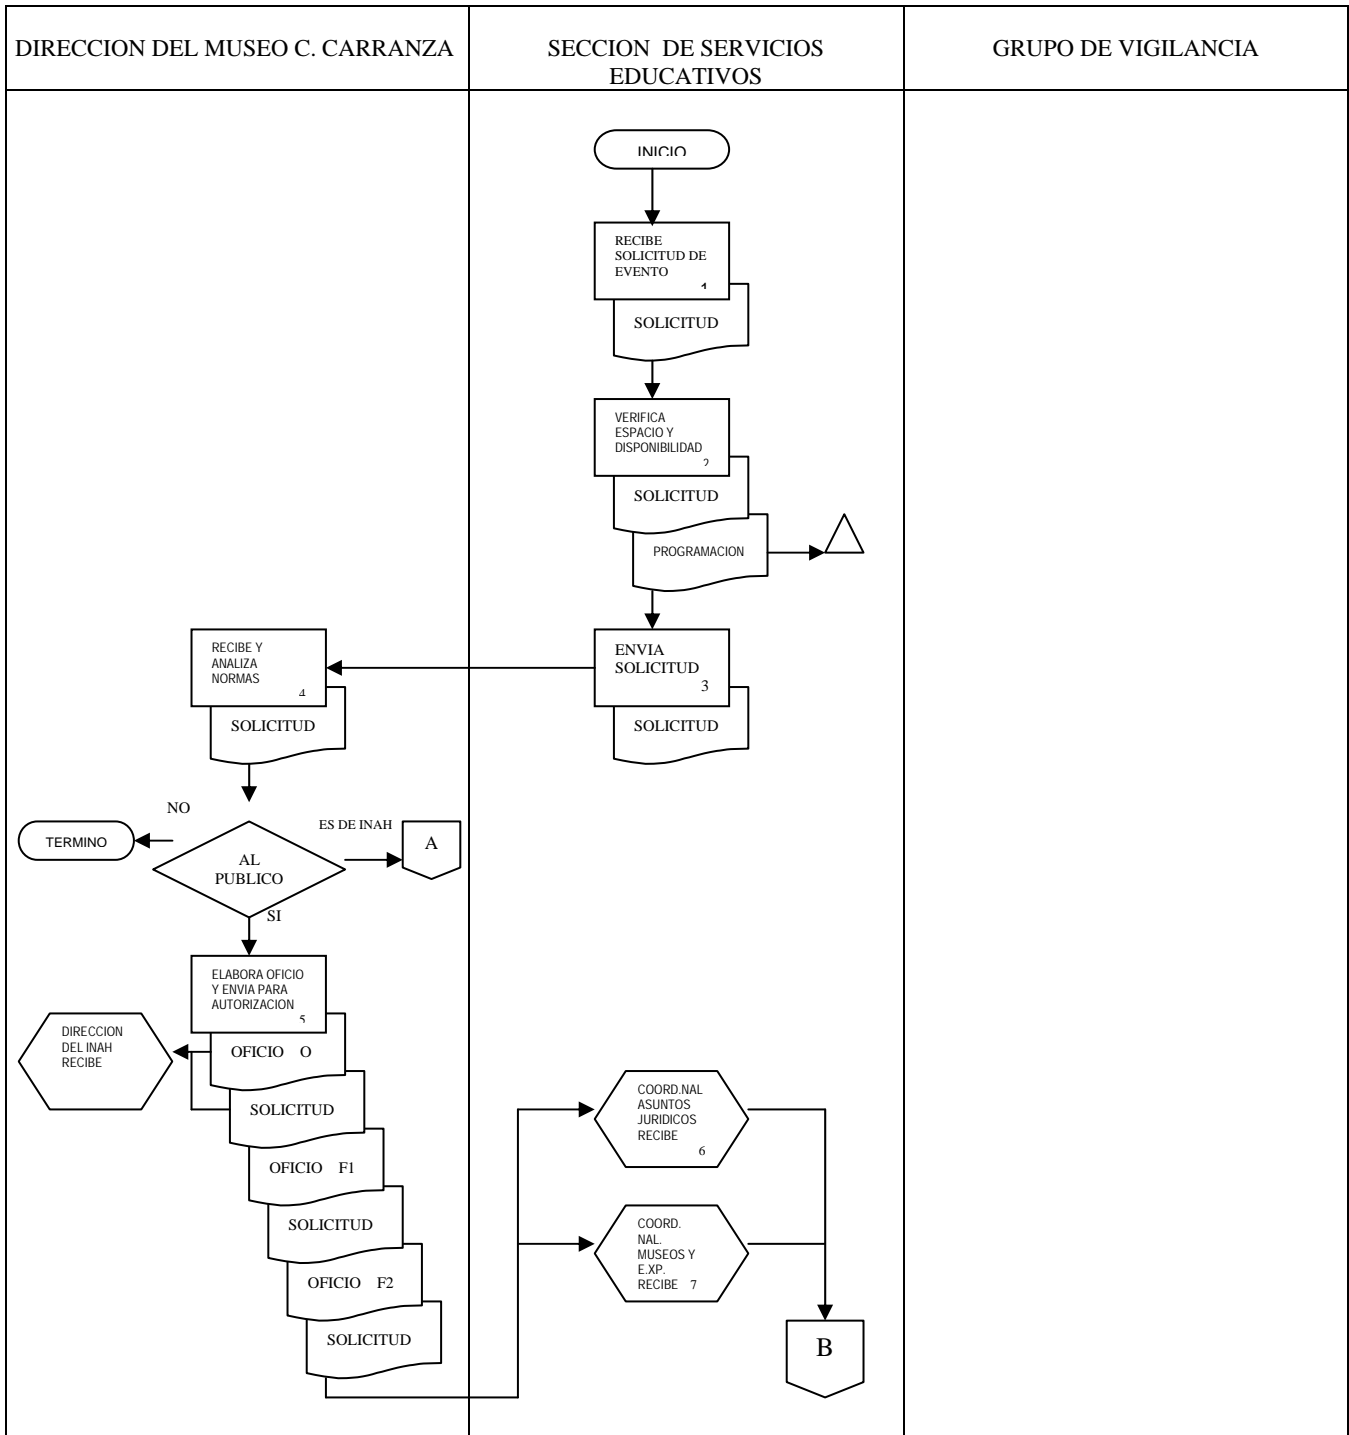 DIRECCION DEL MUSEO C. CARRANZA
SECCION DE SERVICIOS
EDUCATIVOS
GRUPO DE VIGILANCIA
INICIO
RECIBE
SOLICITUD DE
EVENTO
1
SOLICITUD
VERIFICA
ESPACIO Y
DISPONIBILIDAD
2
SOLICITUD
PROGRAMACION
ENVIA
SOLICITUD
3
SOLICITUD
RECIBE Y
ANALIZA
NORMAS
4
SOLICITUD
NO
TERMINO
AL
PUBLICO
ES DE INAH
A
SI
ELABORA OFICIO
Y ENVIA PARA
AUTORIZACION
5
DIRECCION
DEL INAH
RECIBE
OFICIO O
SOLICITUD
OFICIO F1
SOLICITUD
OFICIO F2
SOLICITUD
COORD.NAL
ASUNTOS
JURIDICOS
RECIBE
6
COORD.
NAL.
MUSEOS Y
E.XP.
RECIBE 7
B